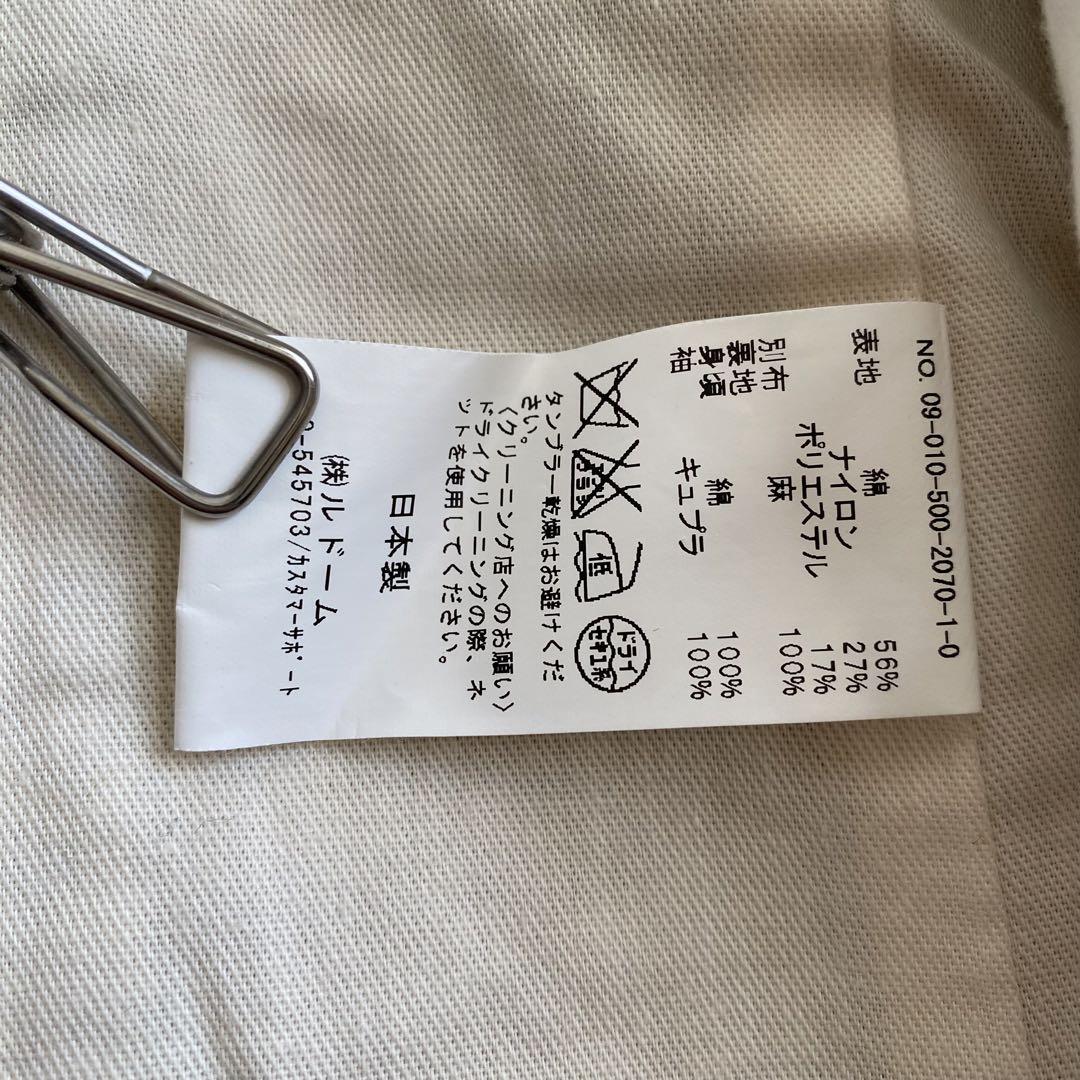 NO. 09-010-500-2070-1-0
表地 綿 56%
ナイロン 27%
ポリエステル 17%
別布 麻 100%
裏地
身頃 綿 100%
袖 キュプラ 100%
低
ドライ
セキユ系
タンブラー乾燥はお避けくだ
さい。
〈クリーニング店へのお願い〉
ドライクリーニングの際、ネ
ットを使用してください。
日本製
㈱ルドーム
-545703/カスタマーサポート